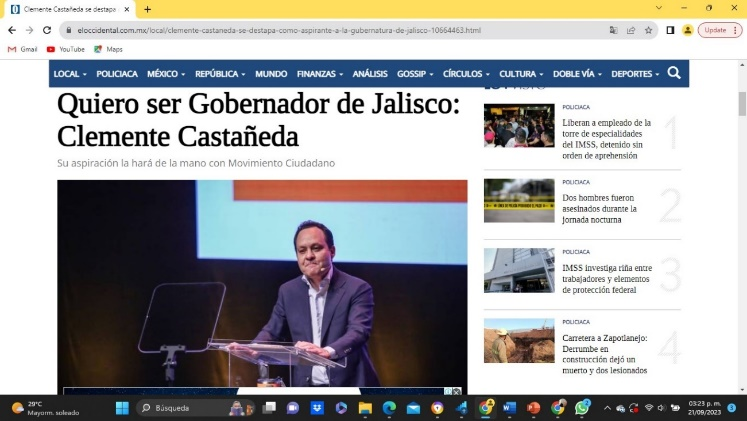 Clemente Castañeda se destapa
eloccidental.com.mx/local/clemente-castaneda-se-destapa-como-aspirante-a-la-gubernatura-de-jalisco-10664463.html
Update
Gmail YouTube Maps
LOCAL POLICIACA MÉXICO REPÚBLICA MUNDO FINANZAS ANÁLISIS GOSSIP CÍRCULOS CULTURA DOBLE VÍA DEPORTES
Quiero ser Gobernador de Jalisco:
Clemente Castañeda
Su aspiración la hará de la mano con Movimiento Ciudadano
POLICIACA
Liberan a empleado de la
torre de especialidades
del IMSS, detenido sin
orden de aprehensión
1
POLICIACA
Dos hombres fueron
asesinados durante la
jornada nocturna
2
POLICIACA
IMSS investiga riña entre
trabajadores y elementos
de protección federal
3
POLICIACA
Carretera a Zapotlanejo:
Derrumbe en
construcción dejó un
muerto y dos lesionados
4
29°C
Mayorm. soleado
Búsqueda
03:23 p. m.
21/09/2023